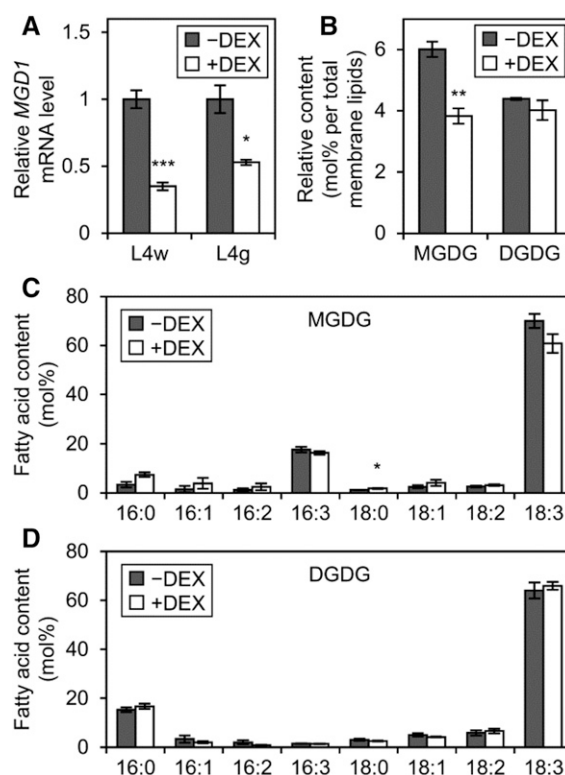 A
Relative MGD1
mRNA level
1.5
1
0.5
0
−DEX
+DEX
***
*
L4w
L4g
B
Relative content
(mol% per total
membrane lipids)
6
4
2
0
−DEX
+DEX
**
MGDG
DGDG
C
Fatty acid content
(mol%)
80
60
40
20
0
−DEX
+DEX
MGDG
*
16:0 16:1 16:2 16:3 18:0 18:1 18:2 18:3
D
Fatty acid content
(mol%)
80
60
40
20
0
−DEX
+DEX
DGDG
16:0 16:1 16:2 16:3 18:0 18:1 18:2 18:3